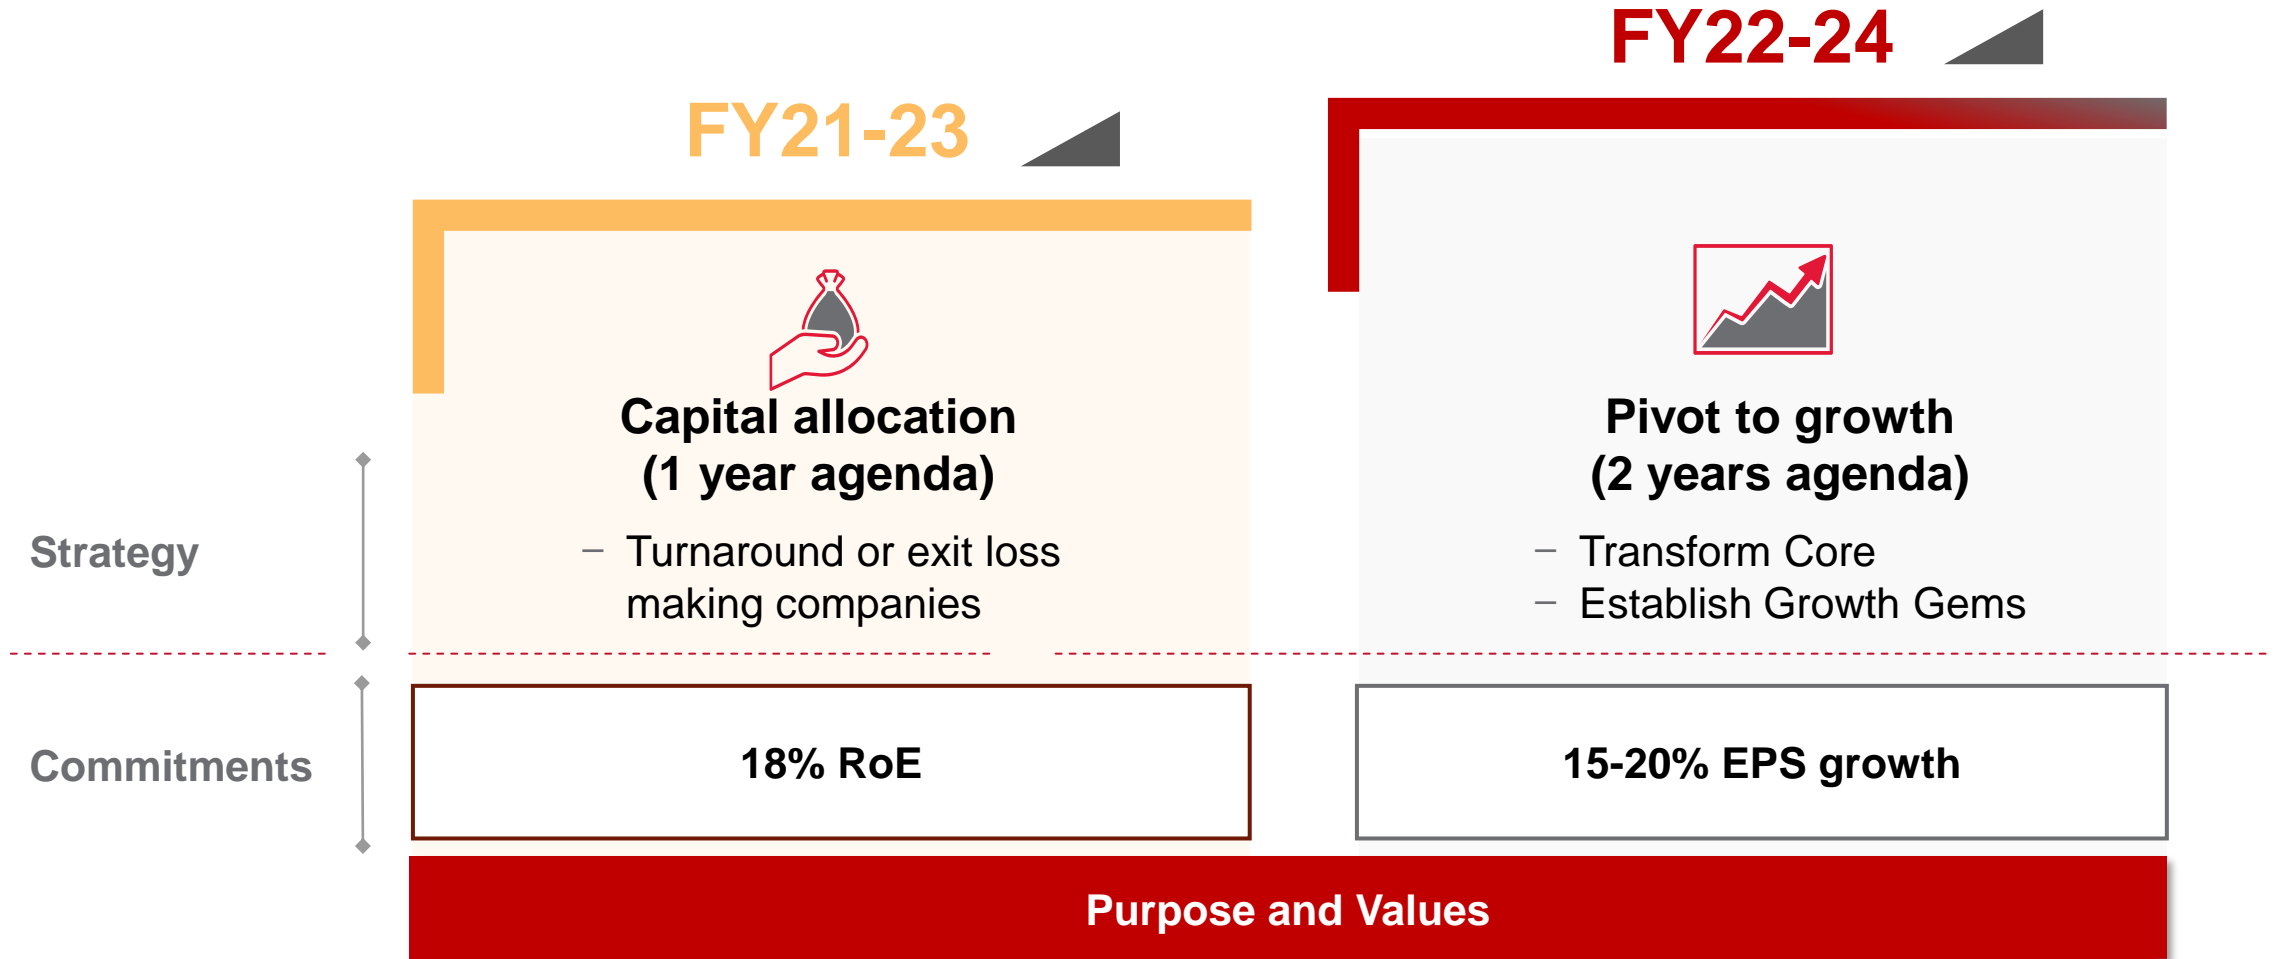 FY22-24
FY21-23
Capital allocation
(1 year agenda)
Pivot to growth
(2 years agenda)
Strategy
– Turnaround or exit loss
making companies
– Transform Core
– Establish Growth Gems
Commitments
18% RoE
15-20% EPS growth
Purpose and Values